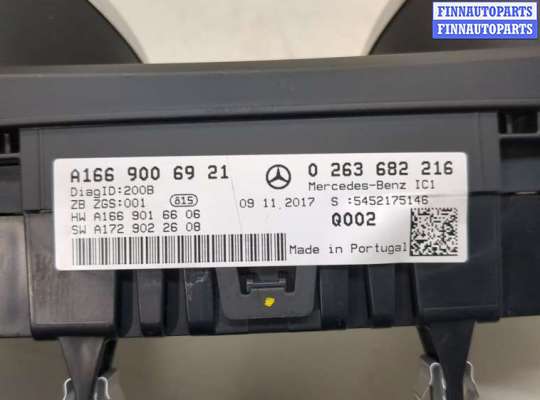 FINNAUTOPARTS
FINNAUTOPARTS
A166 900 69 21
0 263 682 216
DiagID:200B
Mercedes-Benz IC1
ZB ZGS:001
815
09.11.2017
S :5452175146
HW A166 901 66 06
Q002
SW A172 902 26 08
Made in Portugal